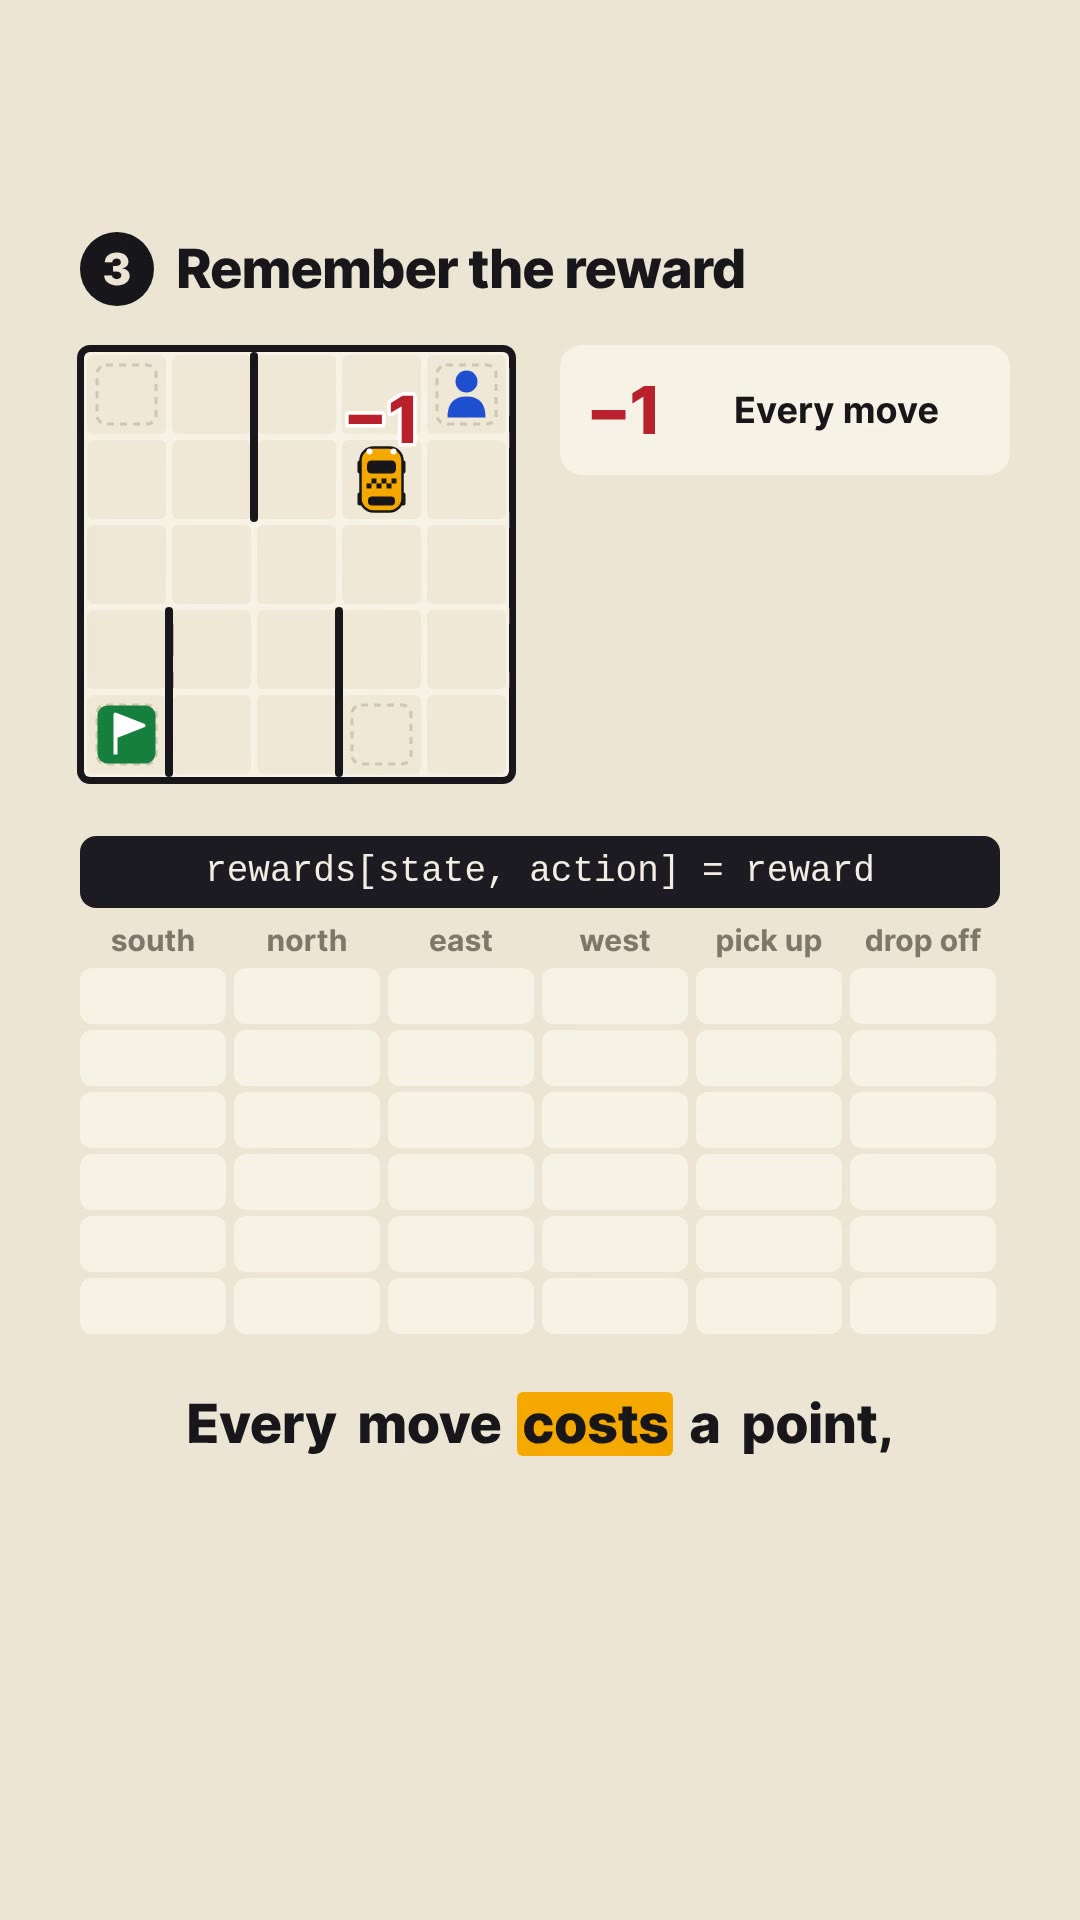 3 Remember the reward
−1
−1 Every move
rewards[state, action] = reward
south north east west pick up drop off
Every move costs a point,